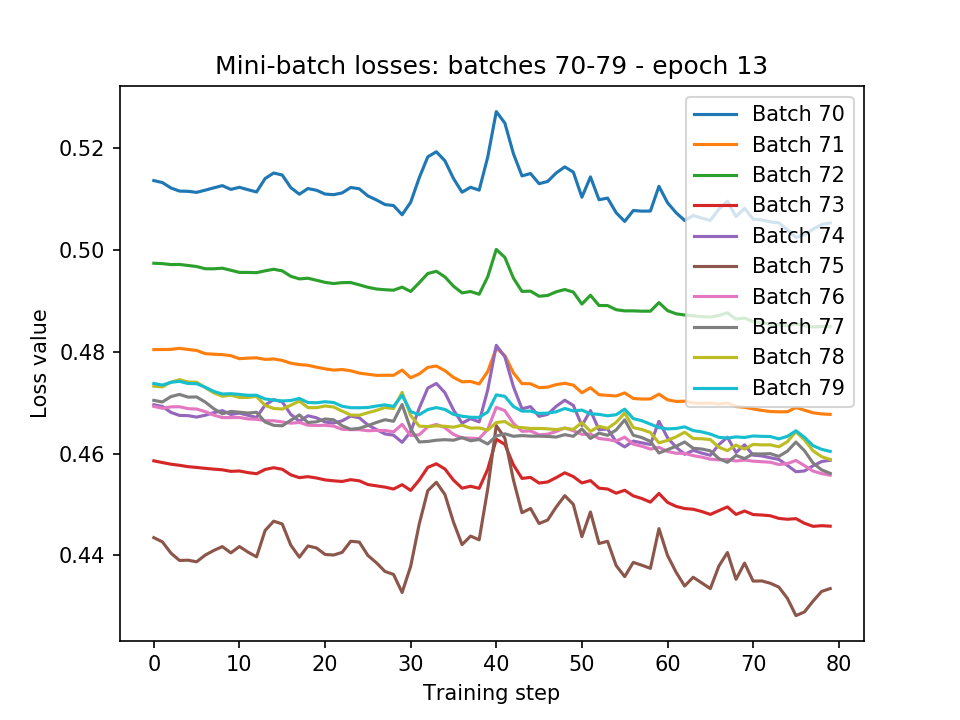 Mini-batch losses: batches 70-79 - epoch 13
Loss value
0.52
0.50
0.48
0.46
0.44
Batch 70
Batch 71
Batch 72
Batch 73
Batch 74
Batch 75
Batch 76
Batch 77
Batch 78
Batch 79
0 10 20 30 40 50 60 70 80
Training step